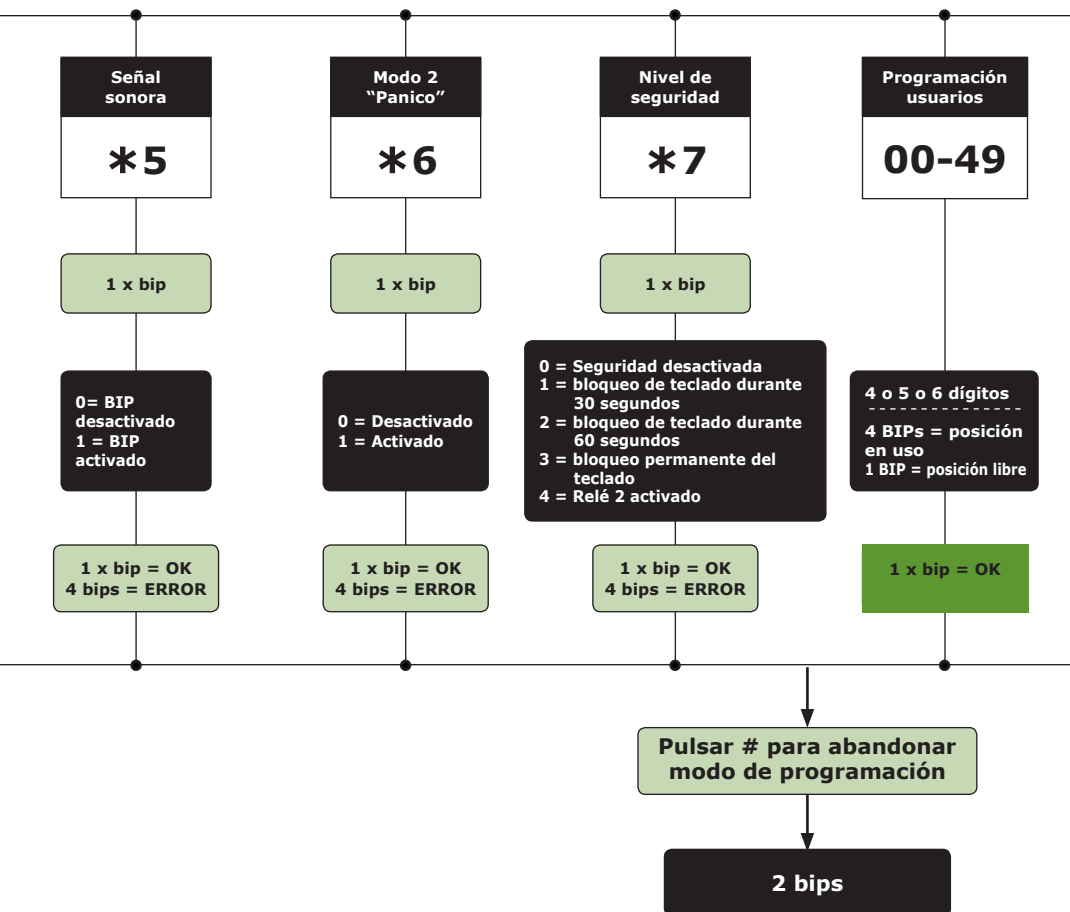 Señal
sonora
∗5
1 x bip
0= BIP
desactivado
1 = BIP
activado
1 x bip = OK
4 bips = ERROR
Modo 2
“Panico”
∗6
1 x bip
0 = Desactivado
1 = Activado
1 x bip = OK
4 bips = ERROR
Nivel de
seguridad
∗7
1 x bip
0 = Seguridad desactivada
1 = bloqueo de teclado durante
30 segundos
2 = bloqueo de teclado durante
60 segundos
3 = bloqueo permanente del
teclado
4 = Relé 2 activado
1 x bip = OK
4 bips = ERROR
Programación
usuarios
00-49
4 o 5 o 6 dígitos
4 BIPs = posición
en uso
1 BIP = posición libre
1 x bip = OK
Pulsar # para abandonar
modo de programación
2 bips